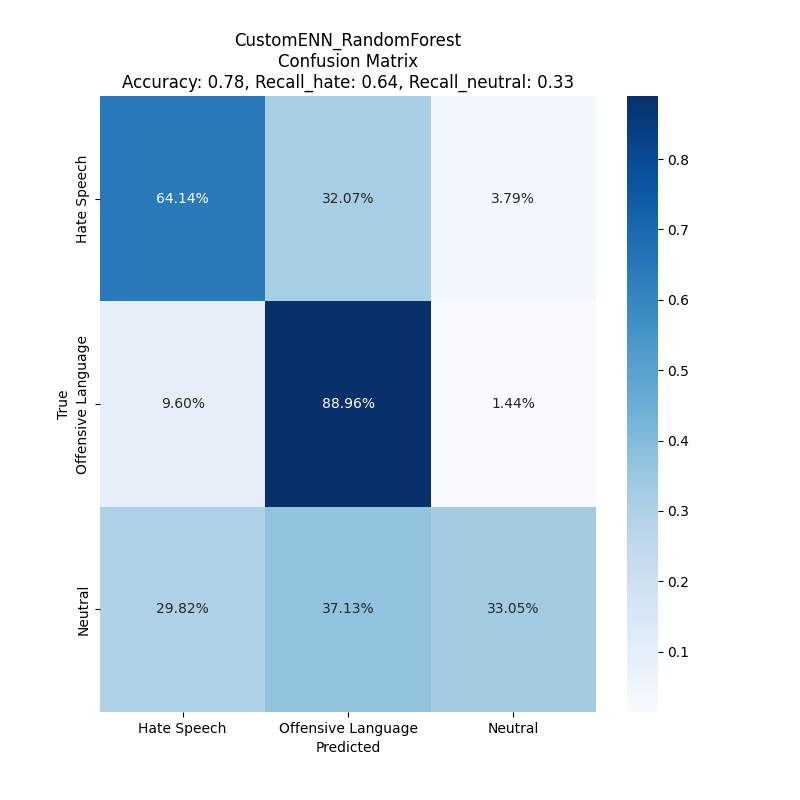 CustomENN_RandomForest
Confusion Matrix
Accuracy: 0.78, Recall_hate: 0.64, Recall_neutral: 0.33
True
Hate Speech
64.14%
32.07%
3.79%
Offensive Language
9.60%
88.96%
1.44%
Neutral
29.82%
37.13%
33.05%
Hate Speech
Offensive Language
Neutral
Predicted
0.8
0.7
0.6
0.5
0.4
0.3
0.2
0.1